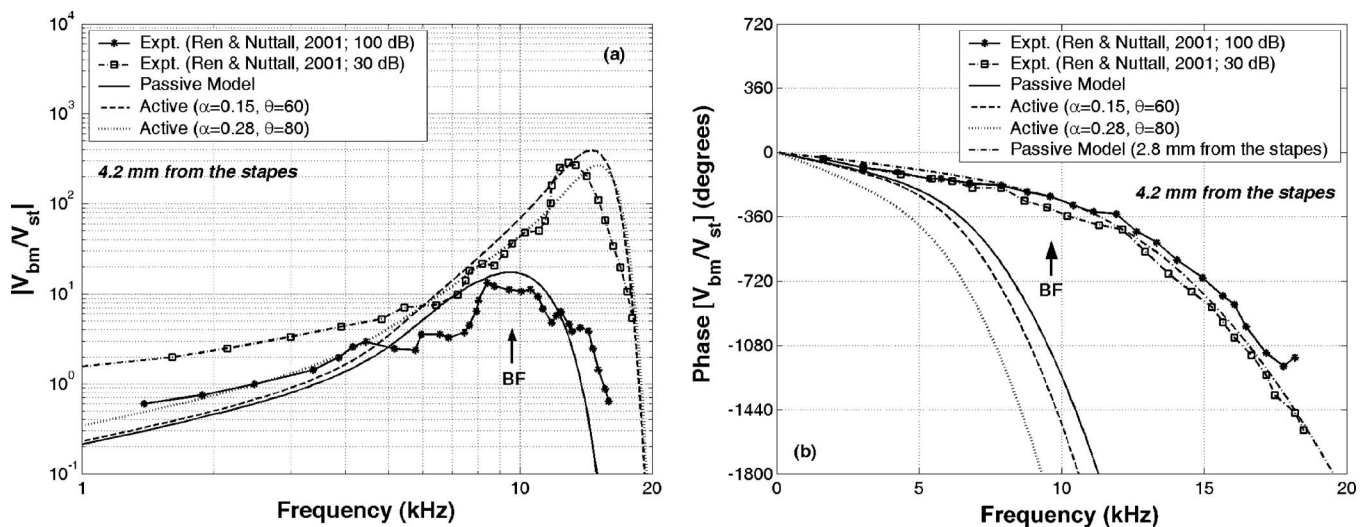 10^4
10^3
10^2
10^1
10^0
10^-1
|V_bm/V_st|
Expt. (Ren & Nuttall, 2001; 100 dB)
Expt. (Ren & Nuttall, 2001; 30 dB)
Passive Model
Active (α=0.15, θ=60)
Active (α=0.28, θ=80)
(a)
4.2 mm from the stapes
BF
1
10
20
Frequency (kHz)
720
360
0
-360
-720
-1080
-1440
-1800
Phase [V_bm/V_st] (degrees)
Expt. (Ren & Nuttall, 2001; 100 dB)
Expt. (Ren & Nuttall, 2001; 30 dB)
Passive Model
Active (α=0.15, θ=60)
Active (α=0.28, θ=80)
Passive Model (2.8 mm from the stapes)
4.2 mm from the stapes
BF
(b)
0
5
10
15
20
Frequency (kHz)